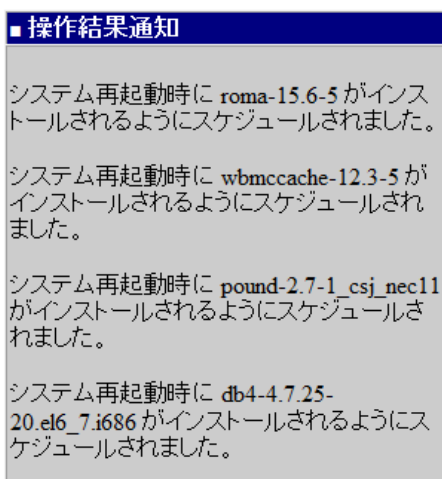 ■ 操作結果通知
システム再起動時に roma-15.6-5 がインス
トールされるようにスケジュールされました。
システム再起動時に wbmccache-12.3-5 が
インストールされるようにスケジュールされ
ました。
システム再起動時に pound-2.7-1_csj_nec11
がインストールされるようにスケジュールさ
れました。
システム再起動時に db4-4.7.25-
20.el6_7.i686 がインストールされるようにス
ケジュールされました。